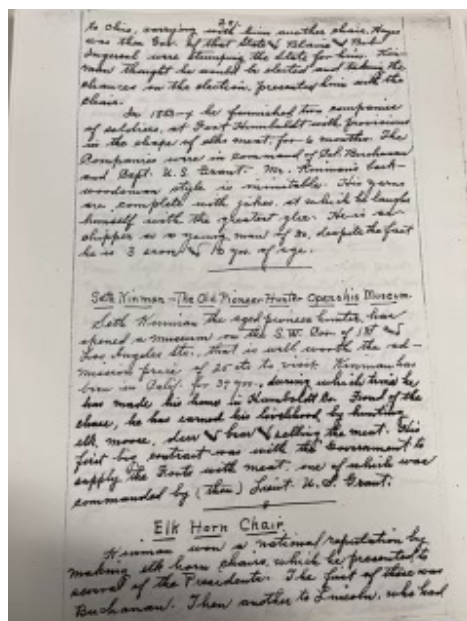 to Ohio, carrying with him another chair. Hayes
was then Gov. of that State & Blaine & Bob
Ingersol were stumping the State for him. Kin-
man thought he would be elected and taking the
chances on the election, presented him with the
chair.
In 1853-4 he furnished two companies
of soldiers, at Fort Humboldt with provisions
in the shape of elks meat, for 6 months. The
Companies were in command of Col. Buchanan
and Capt. U.S. Grant. Mr. Kinman's back-
woodsman style is inimitable. His yarns
are complete with jokes, at which he laughs
himself with the greatest glee. He is as
chipper as a young man of 20, despite the fact
he is 3 score & 10 yrs. of age.
Seth Kinman - The Old Pioneer Hunter Opens his Museum
Seth Kinman the aged pioneer hunter, has
opened a museum on the S.W. Cor. of 1st and
Los Angeles Sts. that is well worth the ad-
mission price of 25 cts to visit. Kinman has
been in Calif. for 37 yrs., during which time he
has made his home in Humboldt Co. Fond of the
chase, he has earned his livelihood by hunting
elk, moose, deer & bear & selling the meat. His
first big contract was with the Government to
supply the Forts with meat, one of which was
commanded by (then) Lieut. U.S. Grant.
Elk Horn Chair
Kinman won a national reputation by
making elk horn chairs, which he presented to
several of the Presidents. The first of these was
Buchanan. Then another to Lincoln, who had